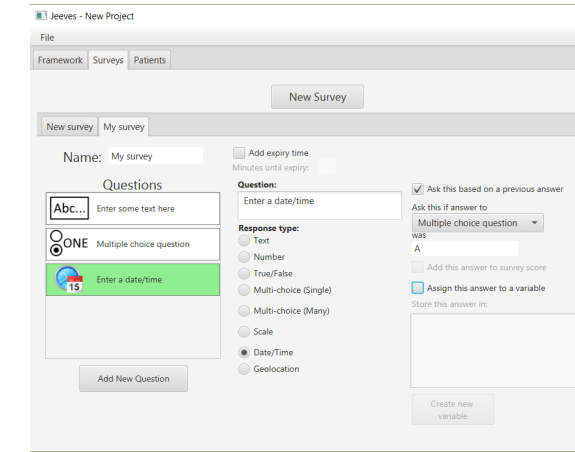 Jeeves - New Project
File
Framework Surveys Patients
New Survey
New survey My survey
Name: My survey
Questions
Abc... Enter some text here
ONE Multiple choice question
15 Enter a date/time
Add New Question
Add expiry time
Minutes until expiry:
Question:
Enter a date/time
Response type:
Text
Number
True/False
Multi-choice (Single)
Multi-choice (Many)
Scale
Date/Time
Geolocation
Ask this based on a previous answer
Ask this if answer to
Multiple choice question
was
A
Add this answer to survey score
Assign this answer to a variable
Store this answer in:
Create new
variable